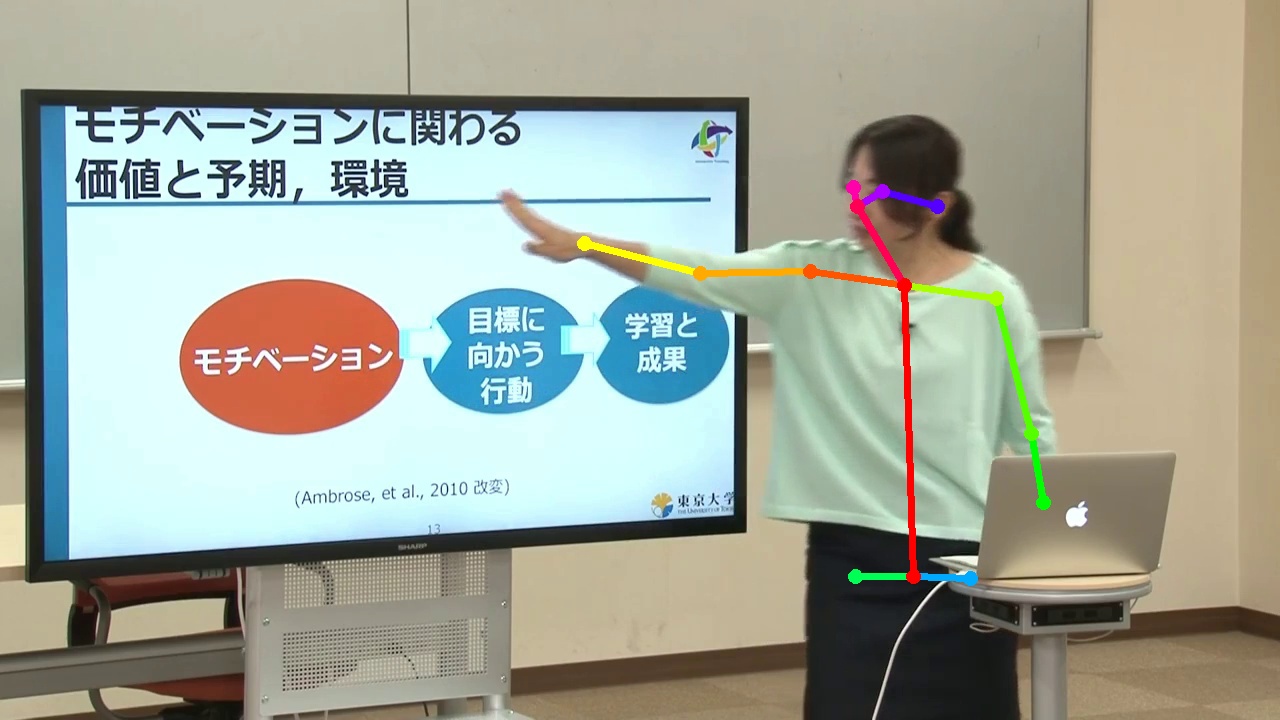 モチベーションに関わる
価値と予期，環境
モチベーション
目標に
向かう
行動
学習と
成果
(Ambrose, et al., 2010 改変)
東京大学
13
SHARP